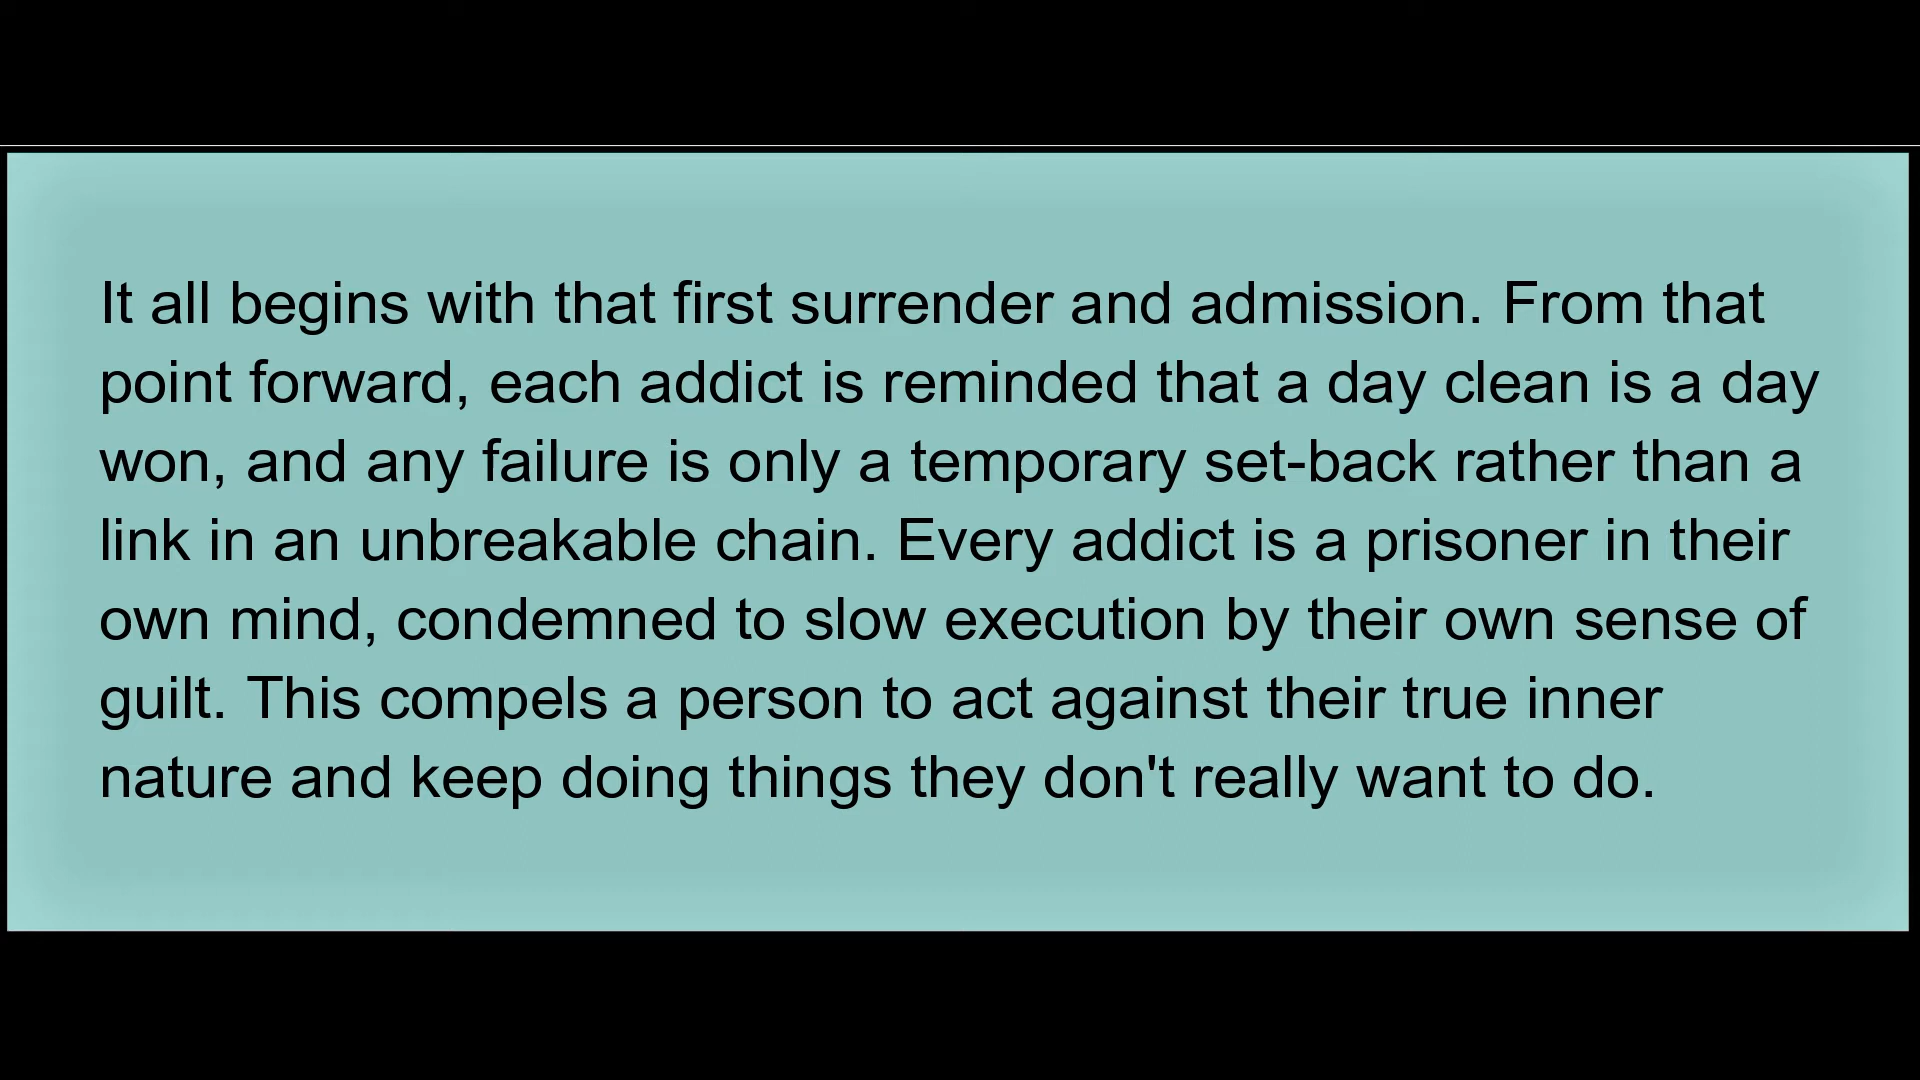 It all begins with that first surrender and admission. From that
point forward, each addict is reminded that a day clean is a day
won, and any failure is only a temporary set-back rather than a
link in an unbreakable chain. Every addict is a prisoner in their
own mind, condemned to slow execution by their own sense of
guilt. This compels a person to act against their true inner
nature and keep doing things they don't really want to do.